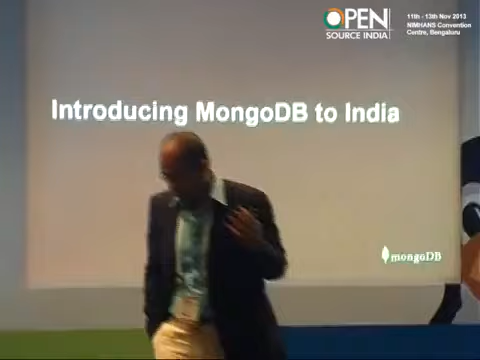 OPEN
SOURCE INDIA
11th - 13th Nov 2013
NIMHANS Convention
Centre, Bengaluru
Introducing MongoDB to India
mongoDB